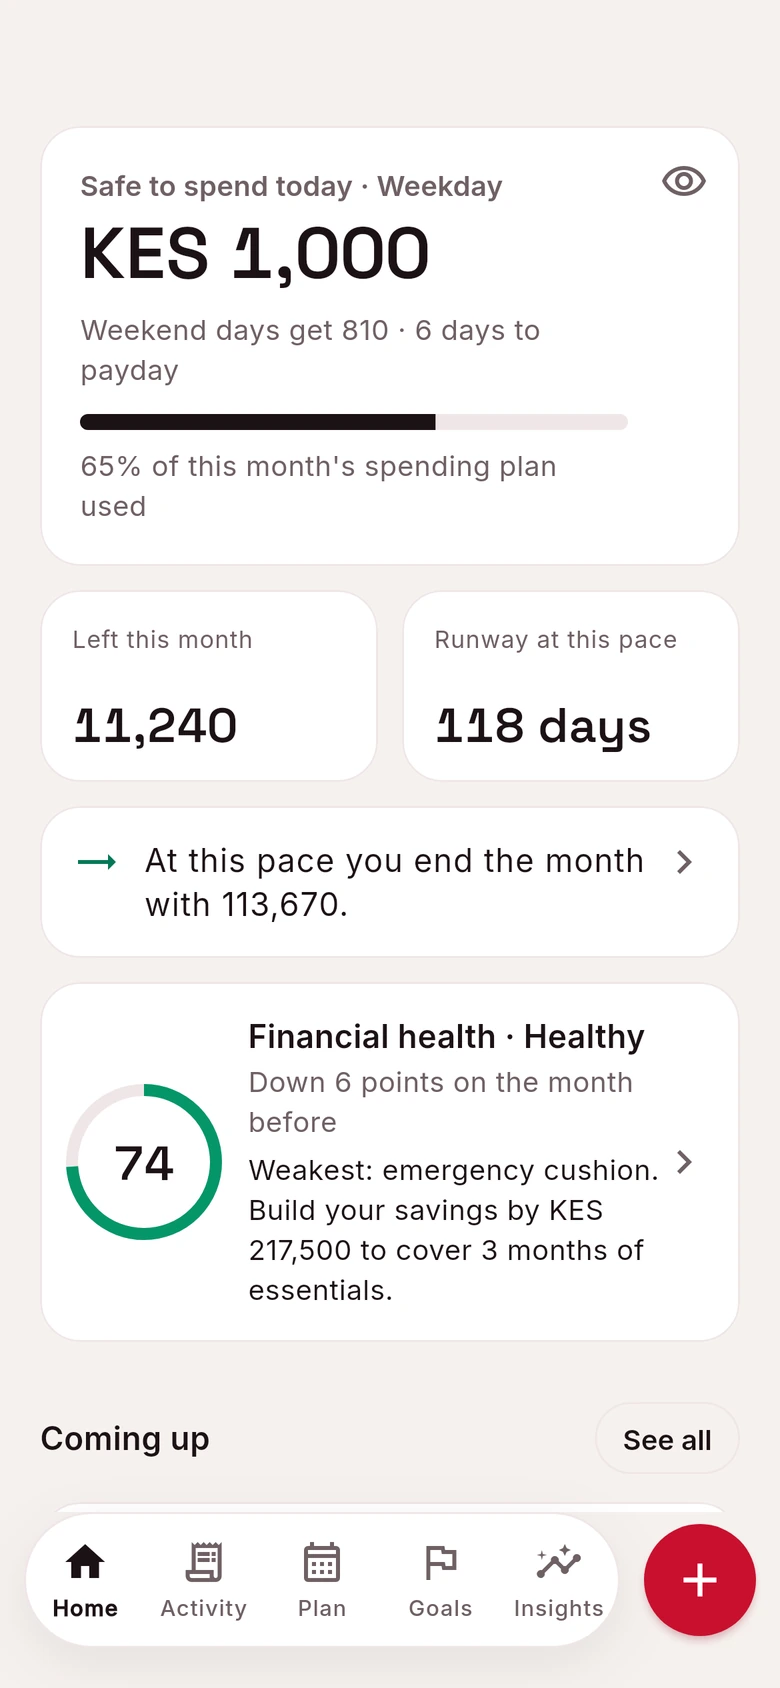 Safe to spend today · Weekday
KES 1,000
Weekend days get 810 · 6 days to
payday
65% of this month's spending plan
used
Left this month
11,240
Runway at this pace
118 days
At this pace you end the month
with 113,670.
74
Financial health · Healthy
Down 6 points on the month
before
Weakest: emergency cushion.
Build your savings by KES
217,500 to cover 3 months of
essentials.
Coming up
See all
Home
Activity
Plan
Goals
Insights